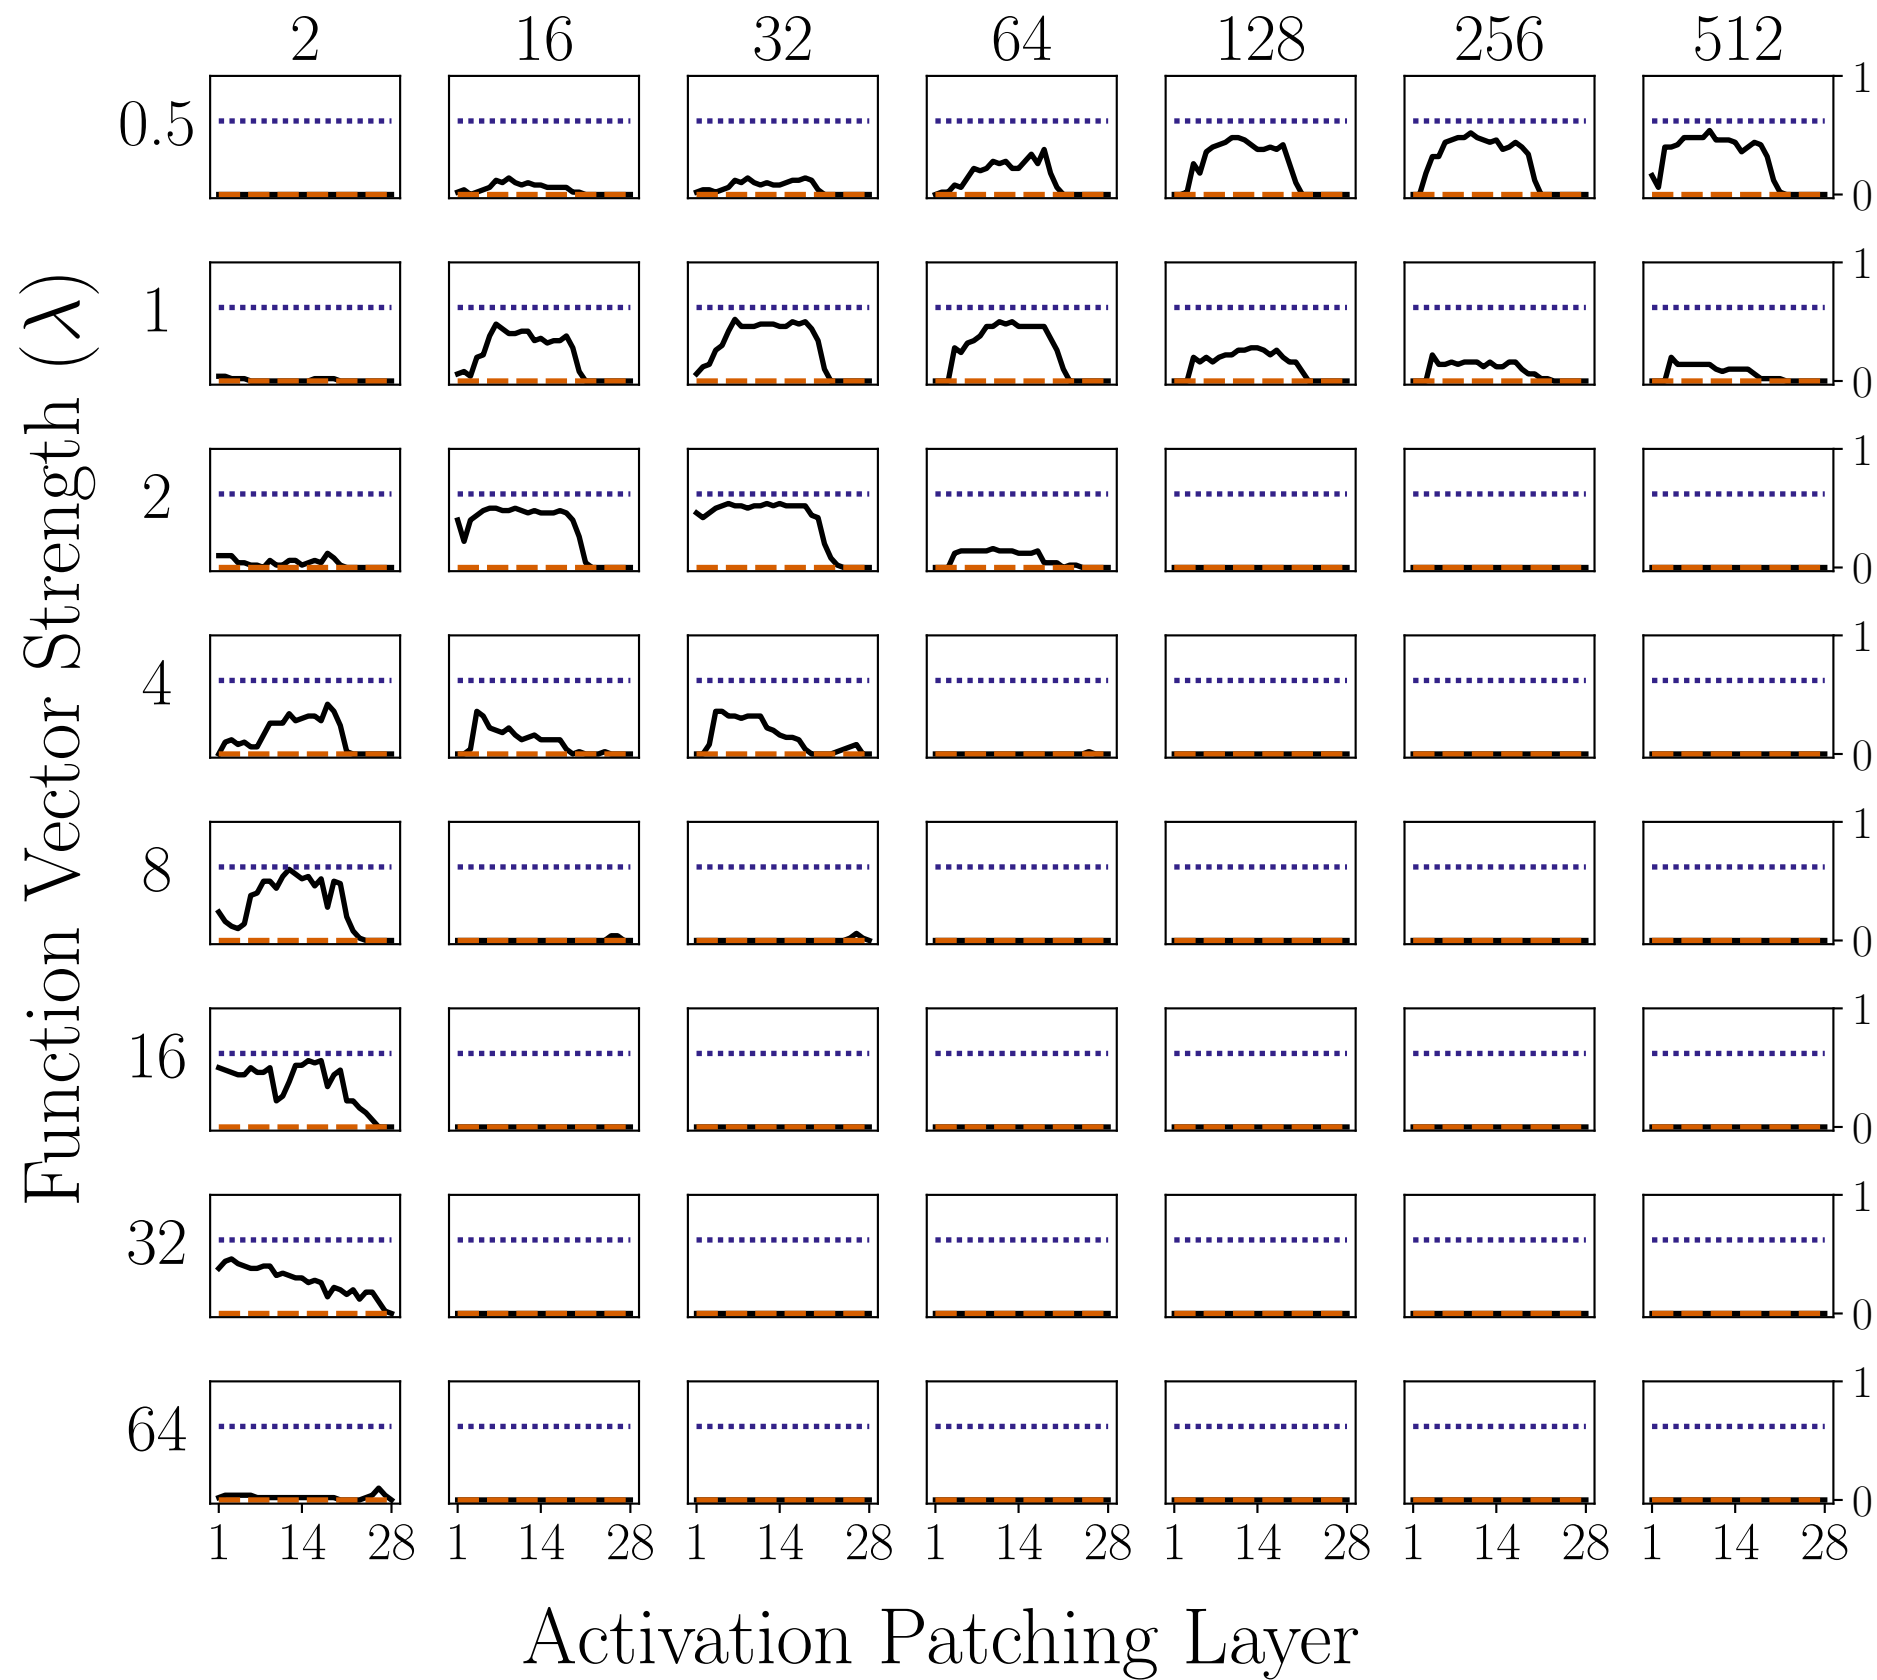 2 16 32 64 128 256 512
Function Vector Strength (λ)
0.5 1 0
1 1 0
2 1 0
4 1 0
8 1 0
16 1 0
32 1 0
64 1 0
1 14 28 1 14 28 1 14 28 1 14 28 1 14 28 1 14 28 1 14 28
Activation Patching Layer